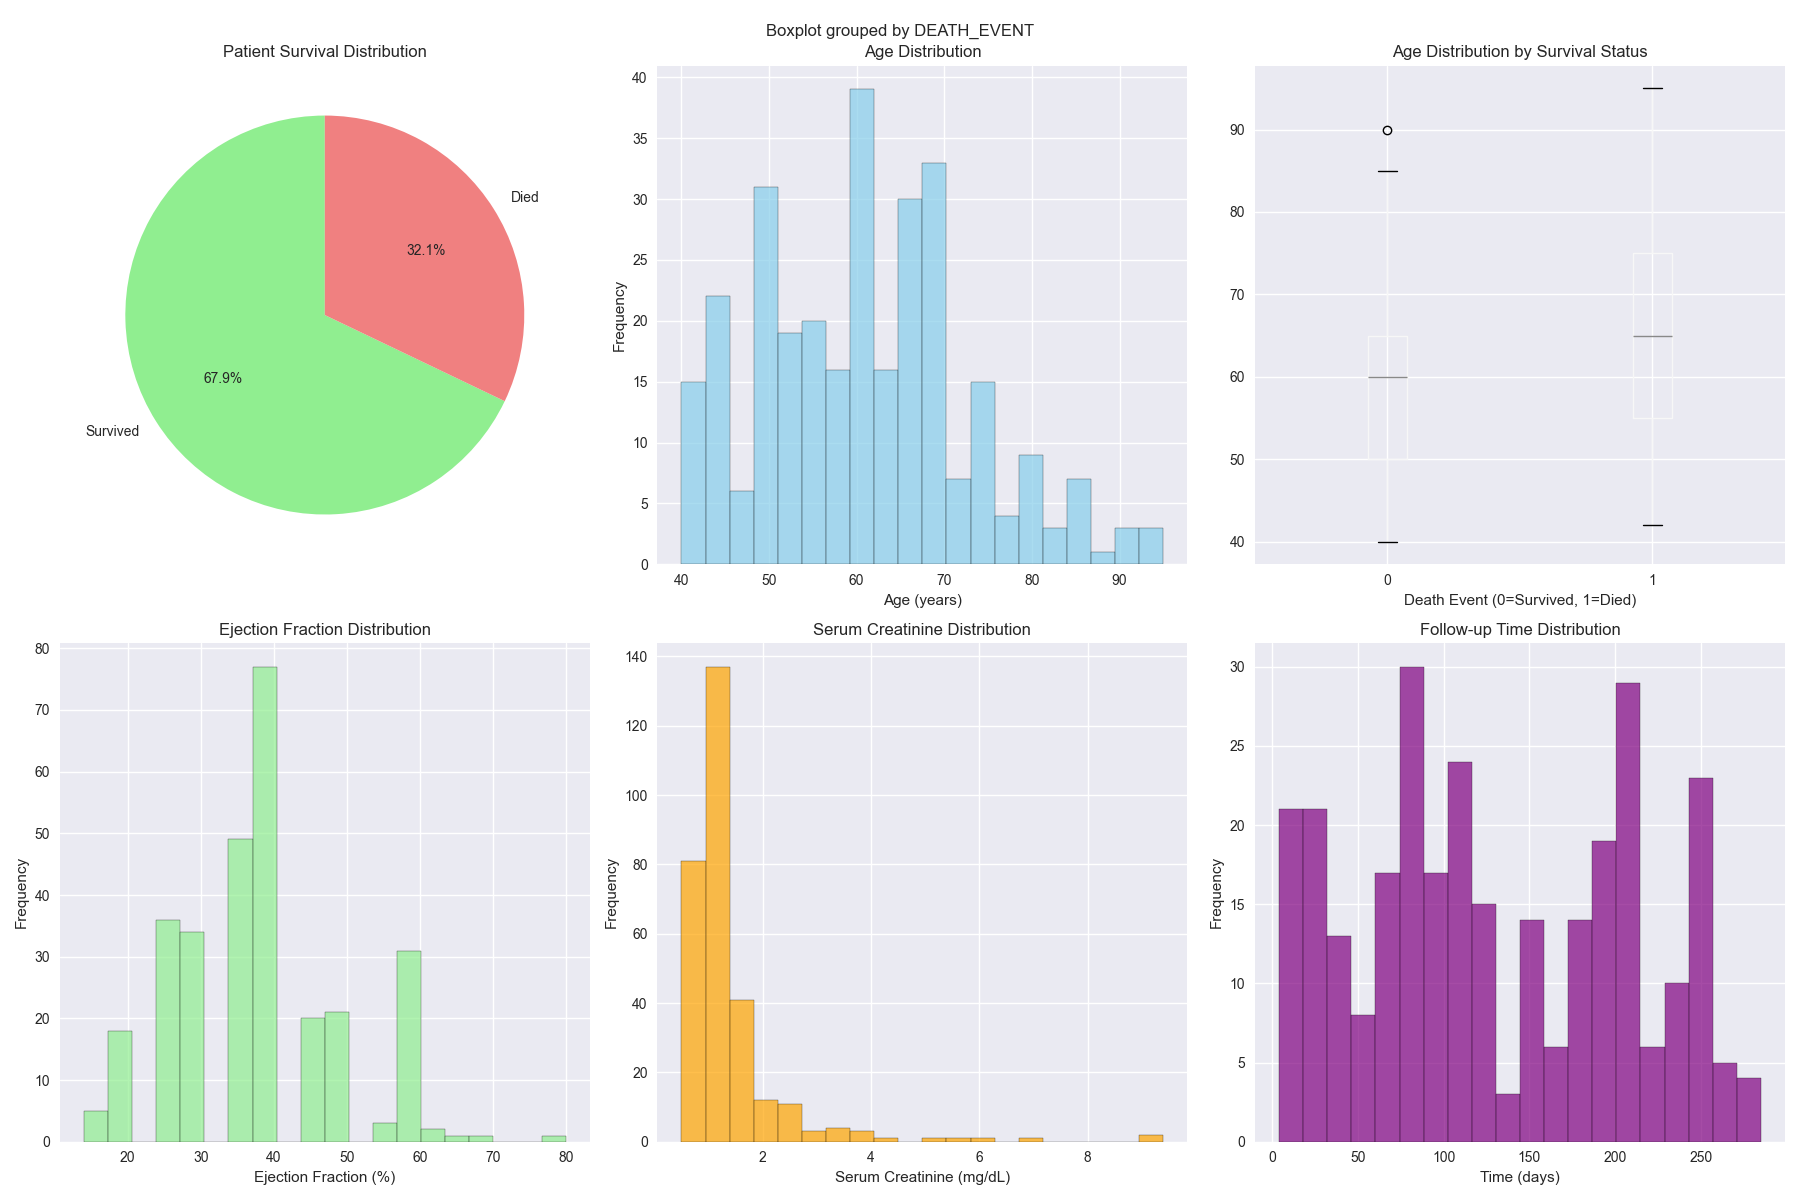 Boxplot grouped by DEATH_EVENT
Patient Survival Distribution
Died
32.1%
67.9%
Survived
Age Distribution
40
35
30
25
20
15
10
5
0
Frequency
40 50 60 70 80 90
Age (years)
Age Distribution by Survival Status
90
80
70
60
50
40
0 1
Death Event (0=Survived, 1=Died)
Ejection Fraction Distribution
80
70
60
50
40
30
20
10
0
Frequency
20 30 40 50 60 70 80
Ejection Fraction (%)
Serum Creatinine Distribution
140
120
100
80
60
40
20
0
Frequency
2 4 6 8
Serum Creatinine (mg/dL)
Follow-up Time Distribution
30
25
20
15
10
5
0
Frequency
0 50 100 150 200 250
Time (days)